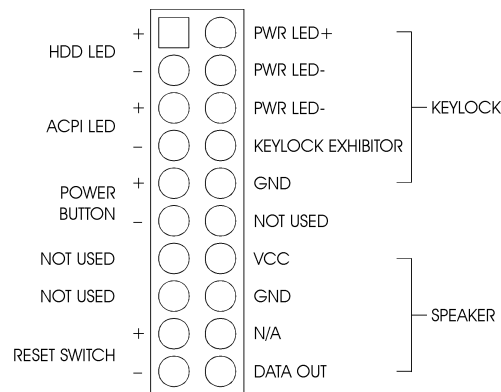 + PWR LED+
HDD LED
– PWR LED-
+ PWR LED-
KEYLOCK
ACPI LED
– KEYLOCK EXHIBITOR
+ GND
POWER
BUTTON
– NOT USED
NOT USED VCC
NOT USED GND
SPEAKER
+ N/A
RESET SWITCH
– DATA OUT